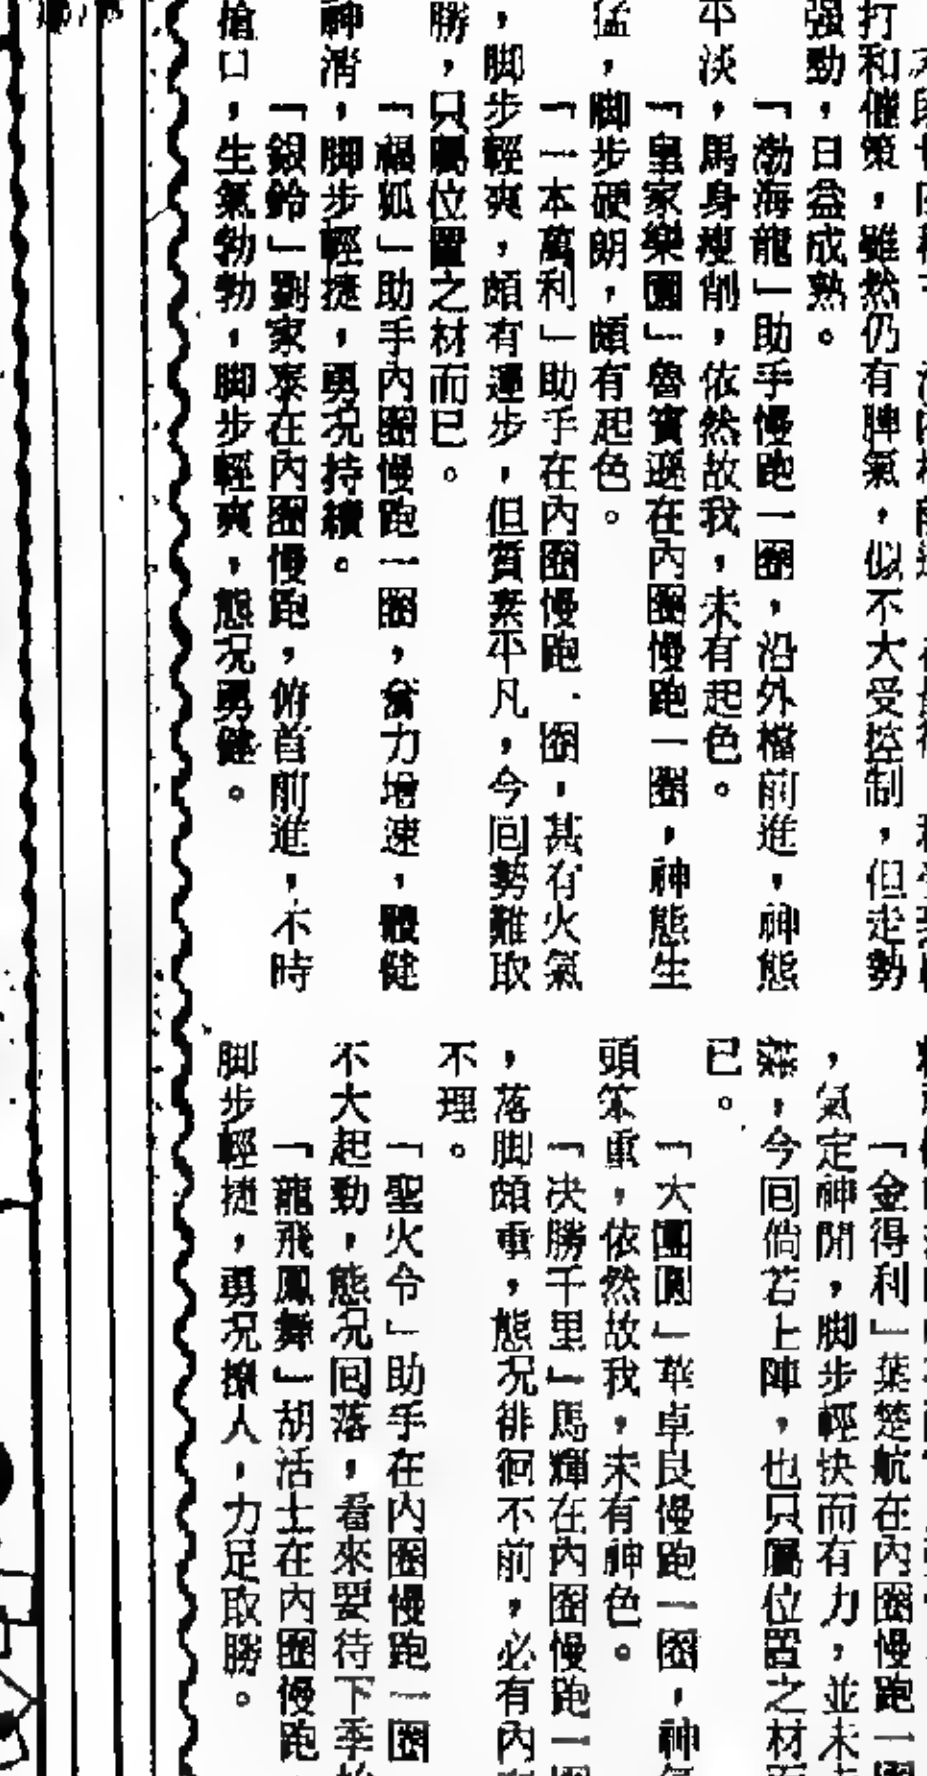 打和催策，雖然仍有脾氣，似不大受控制，但走勢
强勁，日益成熟。
「渤海龍」助手慢跑一圈，沿外檔前進，神態
平淡，馬身瘦削，依然故我，未有起色。
「皇家樂園」魯賓遜在內圈慢跑一圈，神態生
猛，脚步硬朗，頗有起色。
「一本萬利」助手在內圈慢跑一圈，甚有火氣
，脚步輕爽，頗有運步，但質素平凡，今回勢難取
勝，只屬位置之材而已。
「福狐」助手內圈慢跑一圈，奮力增速，體健
神清，脚步輕捷，勇况持續。
「銀鈴」劉家泰在內圈慢跑，俯首前進，不時
搶口，生氣勃勃，脚步輕爽，態况勇健。
「金得利」葉楚航在內圈慢跑一圈
，氣定神閒，脚步輕快而有力，並未
，今回倘若上陣，也只屬位置之材而
已。
「大團圓」華卓良慢跑一圈，神
頭笨重，依然故我，未有神色。
「决勝千里」馬輝在內圈慢跑一圈
，落脚頗重，態况徘徊不前，必有內
不理。
「聖火令」助手在內圈慢跑一圈
不大起勁，態况回落，看來要待下季
「龍飛鳳舞」胡活士在內圈慢跑，
脚步輕捷，勇况撩人，力足取勝。